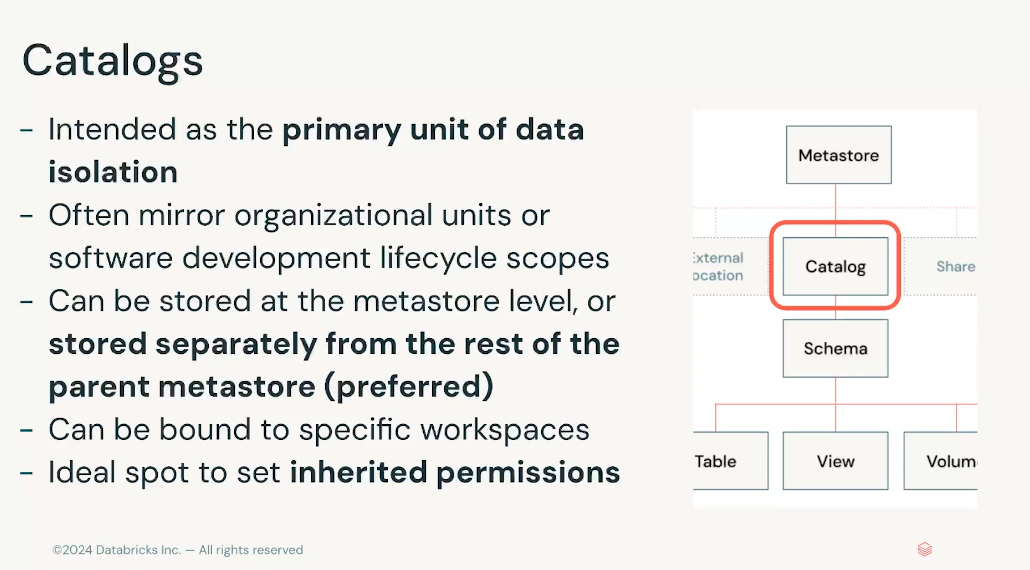 Catalogs
- Intended as the primary unit of data
isolation
- Often mirror organizational units or
software development lifecycle scopes
- Can be stored at the metastore level, or
stored separately from the rest of the
parent metastore (preferred)
- Can be bound to specific workspaces
- Ideal spot to set inherited permissions
Metastore
External
ocation
Catalog
Share
Schema
Table
View
Volum
©2024 Databricks Inc. — All rights reserved